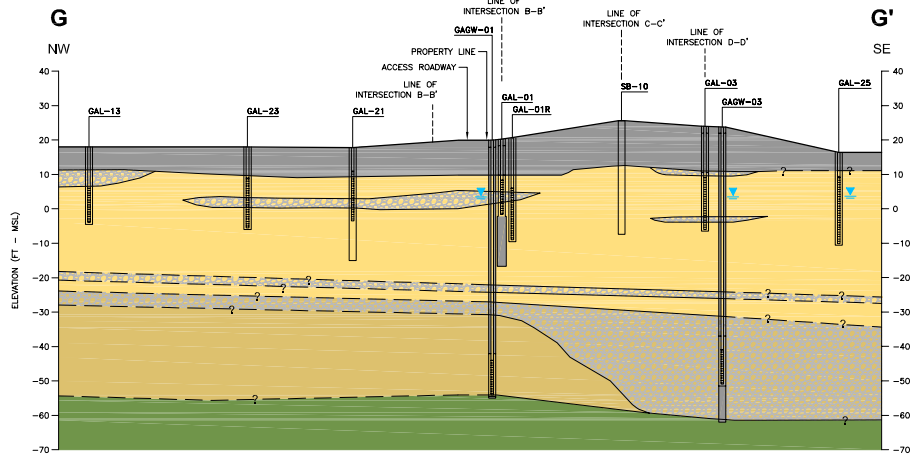 G
G'
NW
SE
LINE OF
INTERSECTION B-B'
LINE OF
INTERSECTION C-C'
LINE OF
INTERSECTION D-D'
GAGW-01
PROPERTY LINE
ACCESS ROADWAY
LINE OF
INTERSECTION B-B'
GAL-13
GAL-23
GAL-21
GAL-01
GAL-01R
SB-10
GAL-03
GAGW-03
GAL-25
ELEVATION (FT - MSL)
40
30
20
10
0
-10
-20
-30
-40
-50
-60
-70
40
30
20
10
0
-10
-20
-30
-40
-50
-60
-70
?
?
?
?
?
?
?
?
?
?
?
?
?